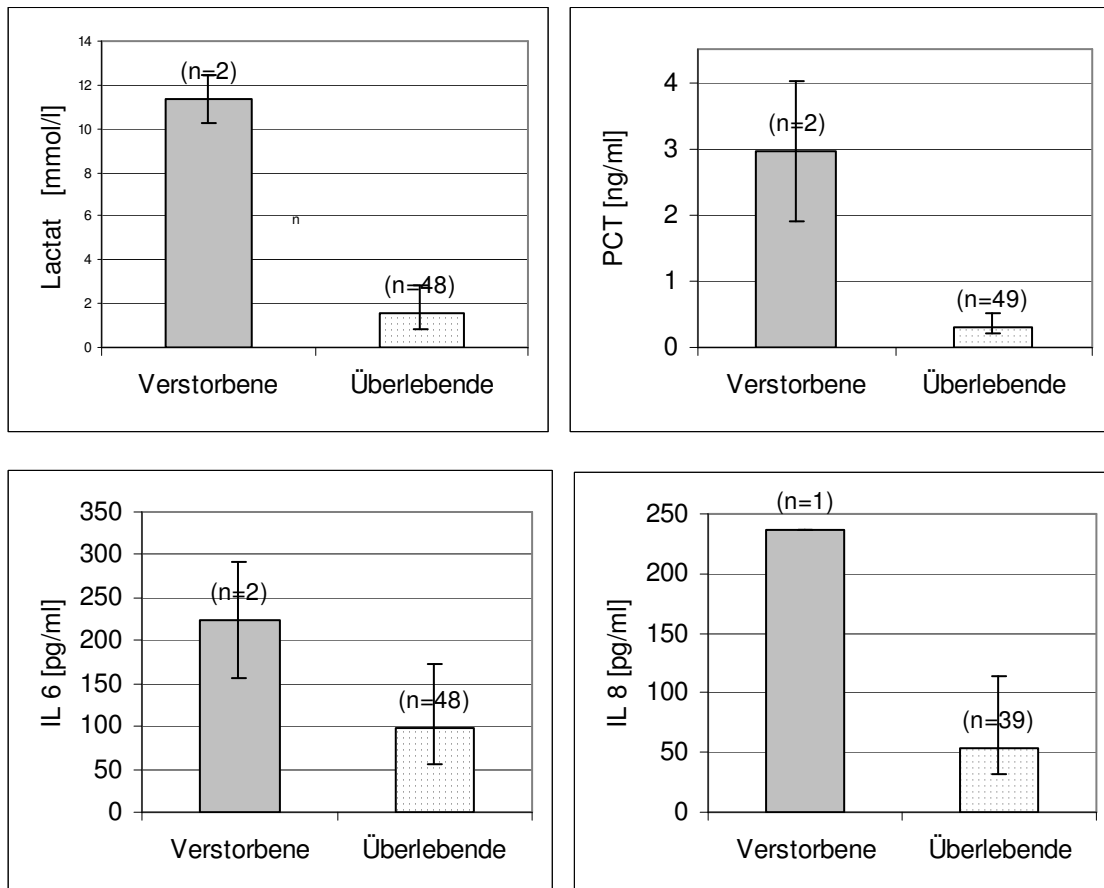 Lactat [mmol/l]
14
12
10
8
6
4
2
0
(n=2)
n
(n=48)
Verstorbene Überlebende
PCT [ng/ml]
4
3
2
1
0
(n=2)
(n=49)
Verstorbene Überlebende
IL 6 [pg/ml]
350
300
250
200
150
100
50
0
(n=2)
(n=48)
Verstorbene Überlebende
IL 8 [pg/ml]
250
200
150
100
50
0
(n=1)
(n=39)
Verstorbene Überlebende